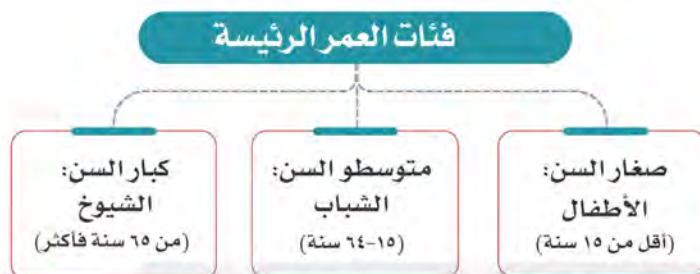 فئات العمر الرئيسة
صغار السن:
الأطفال
(أقل من ١٥ سنة)
متوسطو السن:
الشباب
(١٥-٦٤ سنة)
كبار السن:
الشيوخ
(من ٦٥ سنة فأكثر)